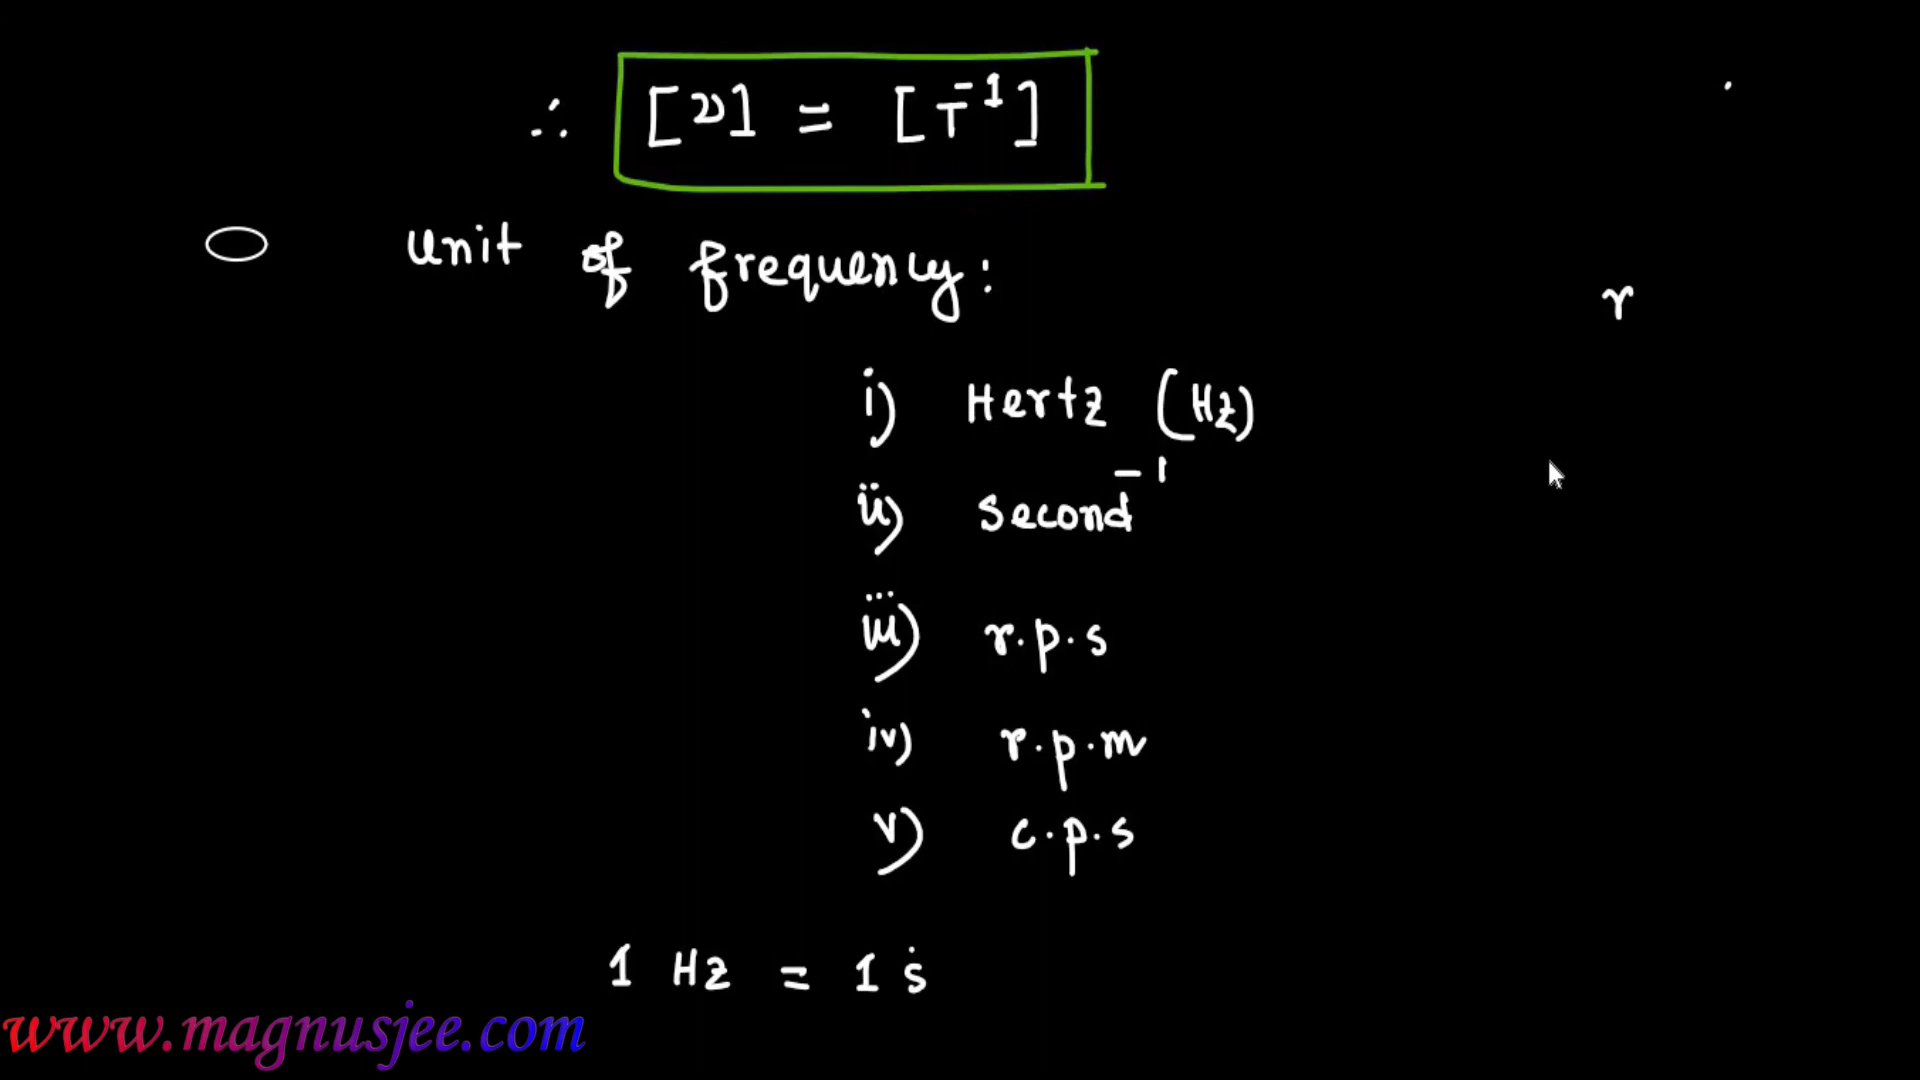 ∴ [ν] = [T⁻¹]
unit of frequency:
r
i) Hertz (Hz)
ii) second⁻¹
iii) r.p.s
iv) r.p.m
v) c.p.s
1 Hz = 1 s
www.magnusjee.com